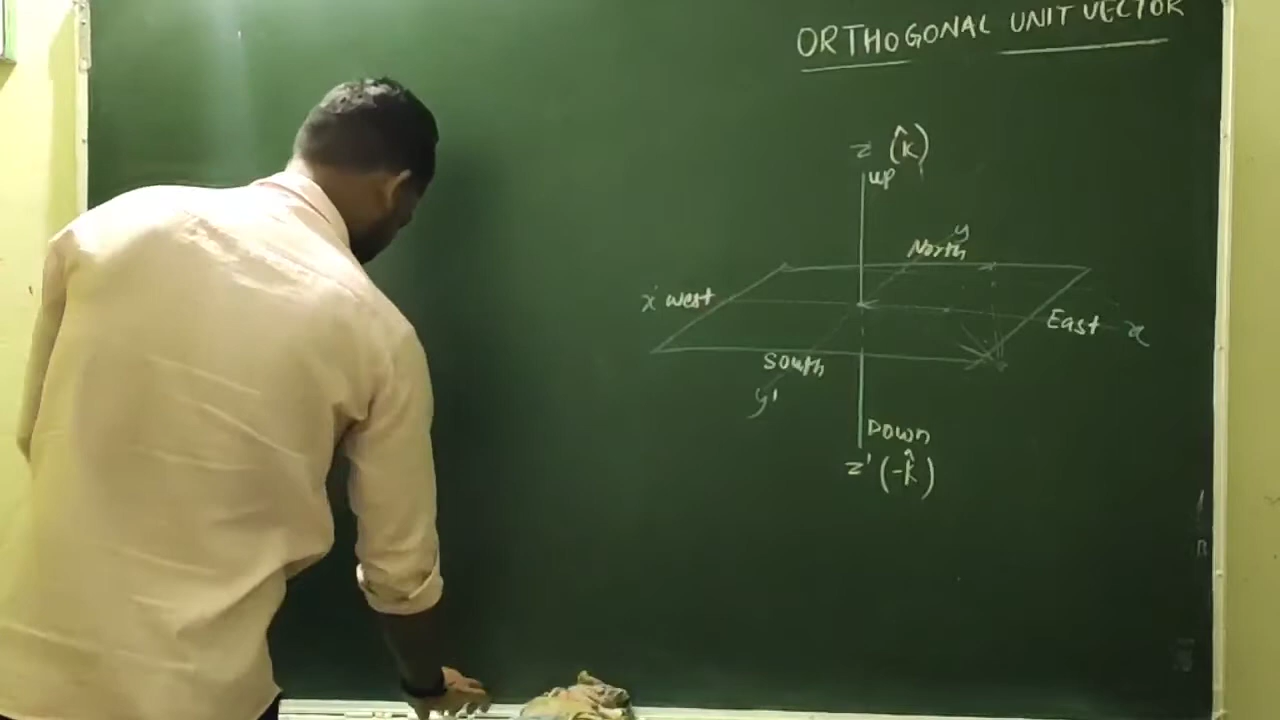 ORTHOGONAL UNIT VECTOR
z (k̂)
up
y
North
x' west
East x
South
y'
Down
z' (-k̂)